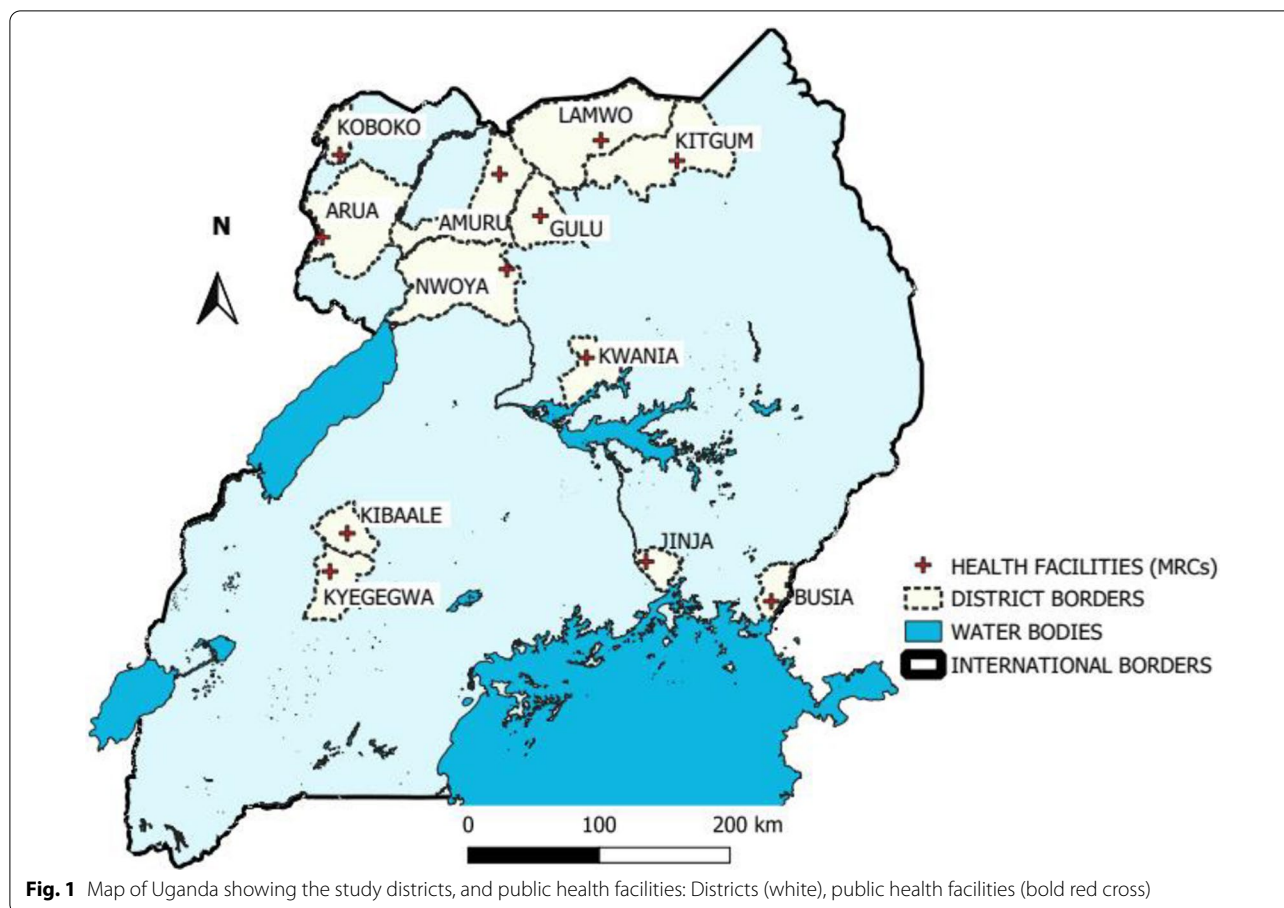 LAMWO
KOBOKO
KITGUM
ARUA
N
AMURU
GULU
NWOYA
KWANIA
KIBAALE
JINJA
HEALTH FACILITIES (MRCs)
KYEGEGWA
BUSIA
DISTRICT BORDERS
WATER BODIES
INTERNATIONAL BORDERS
0 100 200 km
Fig. 1 Map of Uganda showing the study districts, and public health facilities: Districts (white), public health facilities (bold red cross)